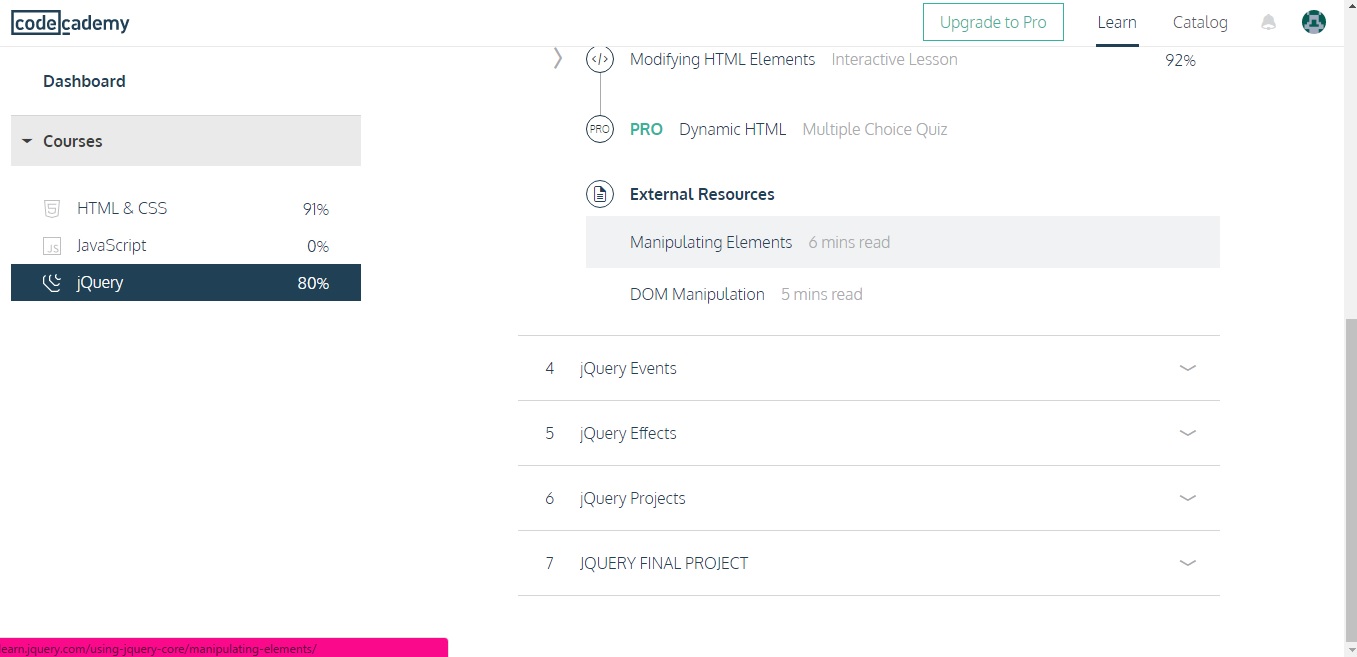 codecademy
Upgrade to Pro
Learn
Catalog
Dashboard
Courses
HTML & CSS 91%
JavaScript 0%
jQuery 80%
Modifying HTML Elements Interactive Lesson 92%
PRO PRO Dynamic HTML Multiple Choice Quiz
External Resources
Manipulating Elements 6 mins read
DOM Manipulation 5 mins read
4 jQuery Events
5 jQuery Effects
6 jQuery Projects
7 JQUERY FINAL PROJECT
learn.jquery.com/using-jquery-core/manipulating-elements/